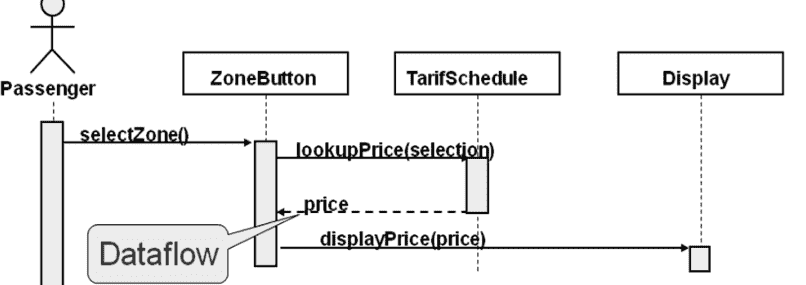 Passenger
ZoneButton
TarifSchedule
Display
selectZone()
lookupPrice(selection)
price
Dataflow
displayPrice(price)